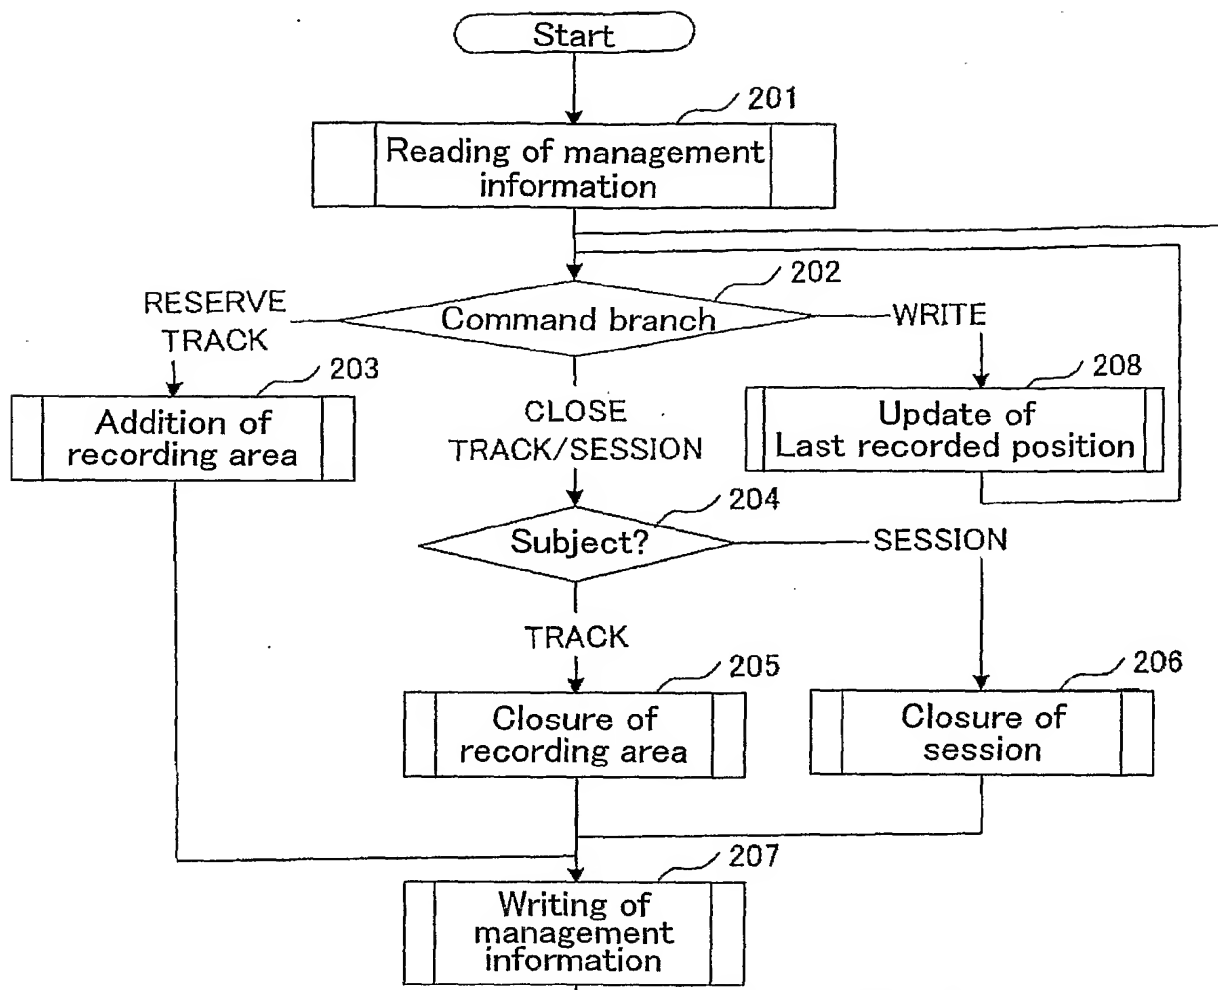 Start
201
Reading of management
information
202
Command branch
RESERVE
TRACK
WRITE
203
Addition of
recording area
CLOSE
TRACK/SESSION
208
Update of
Last recorded position
204
Subject?
SESSION
TRACK
205
Closure of
recording area
206
Closure of
session
207
Writing of
management
information